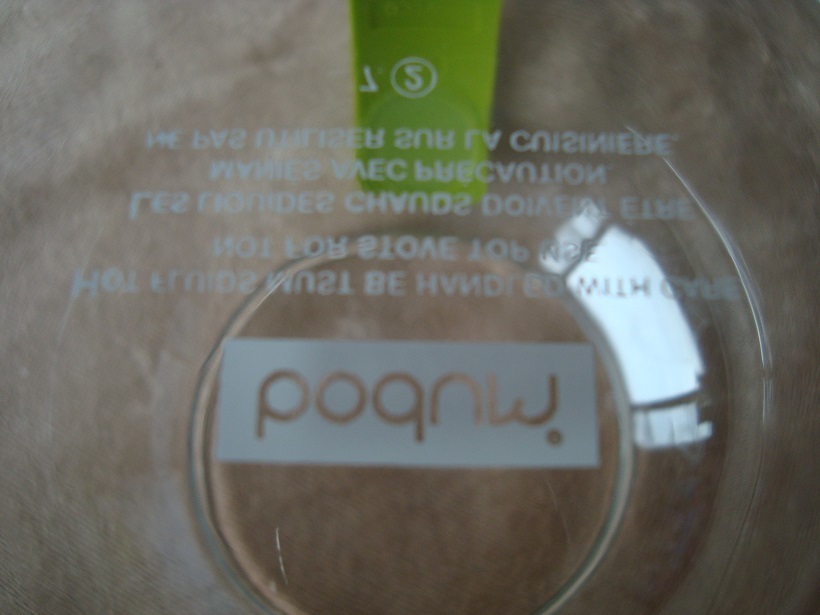 bodum®
HOT FLUIDS MUST BE HANDLED WITH CARE
NOT FOR STOVE TOP USE
LES LIQUIDES CHAUDS DOIVENT ETRE
MANIES AVEC PRECAUTION.
NE PAS UTILISER SUR LA CUISINIERE.